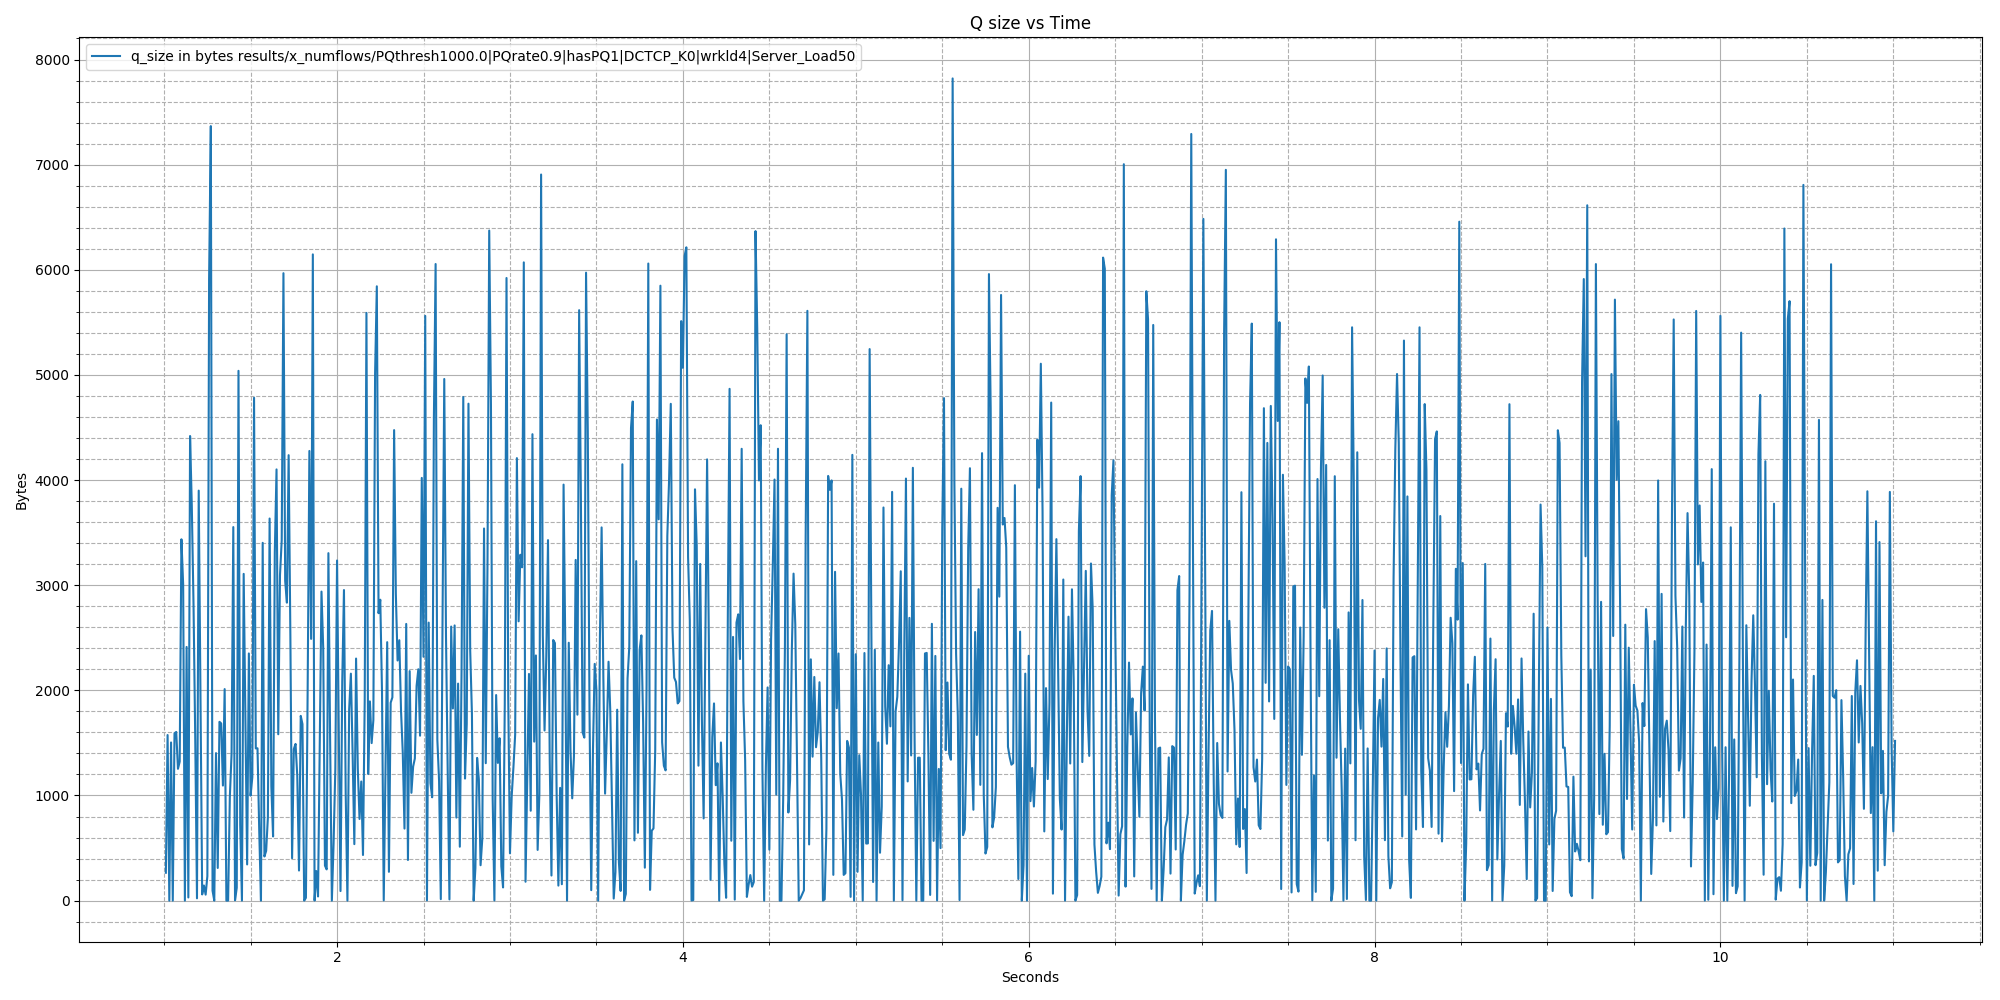 Q size vs Time
q_size in bytes results/x_numflows/PQthresh1000.0|PQrate0.9|hasPQ1|DCTCP_K0|wrkld4|Server_Load50
8000
7000
6000
5000
4000
3000
2000
1000
0
Bytes
2 4 6 8 10
Seconds